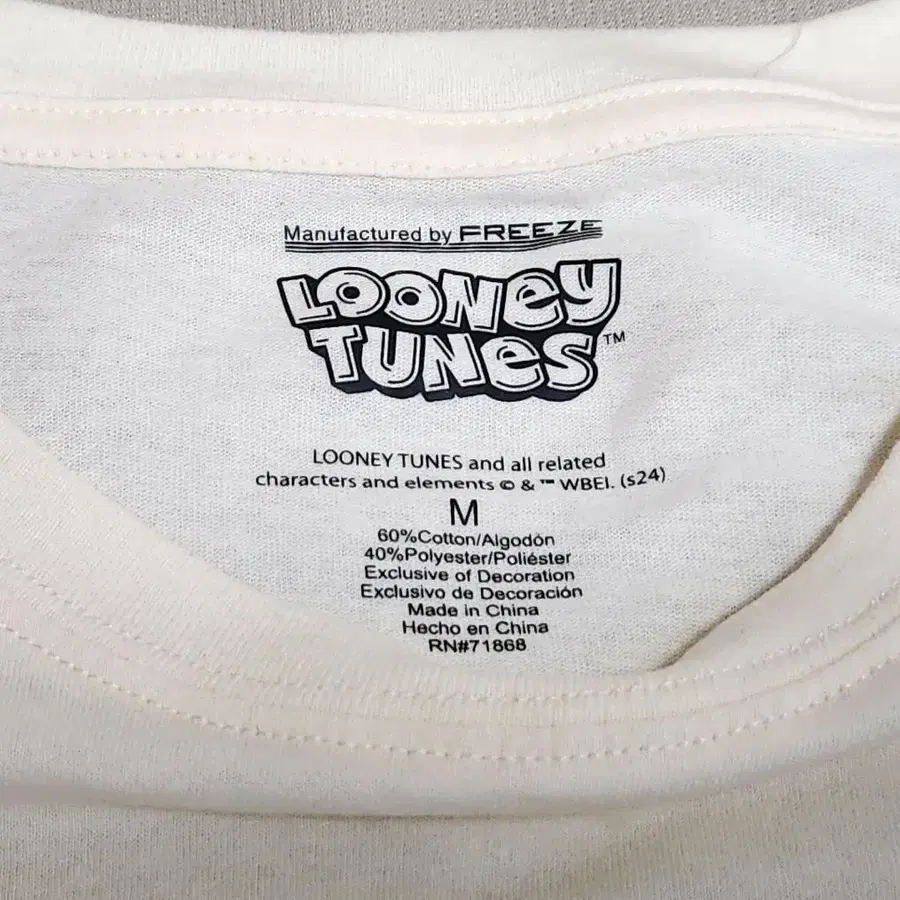 Manufactured by FREEZE
LOONEY
TUNES™
LOONEY TUNES and all related
characters and elements © & ™ WBEI. (s24)
M
60%Cotton/Algodón
40%Polyester/Poliéster
Exclusive of Decoration
Exclusivo de Decoración
Made in China
Hecho en China
RN#71868